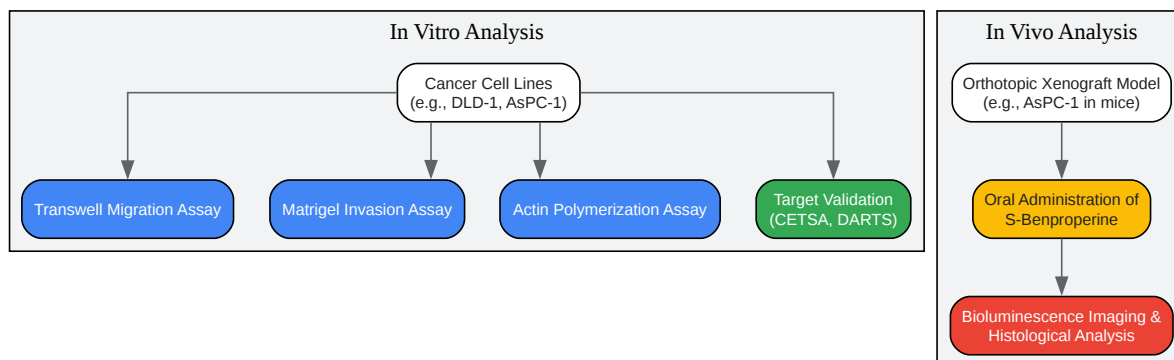 In Vitro Analysis
Cancer Cell Lines
(e.g., DLD-1, AsPC-1)
Transwell Migration Assay
Matrigel Invasion Assay
Actin Polymerization Assay
Target Validation
(CETSA, DARTS)
In Vivo Analysis
Orthotopic Xenograft Model
(e.g., AsPC-1 in mice)
Oral Administration of
S-Benproperine
Bioluminescence Imaging &
Histological Analysis